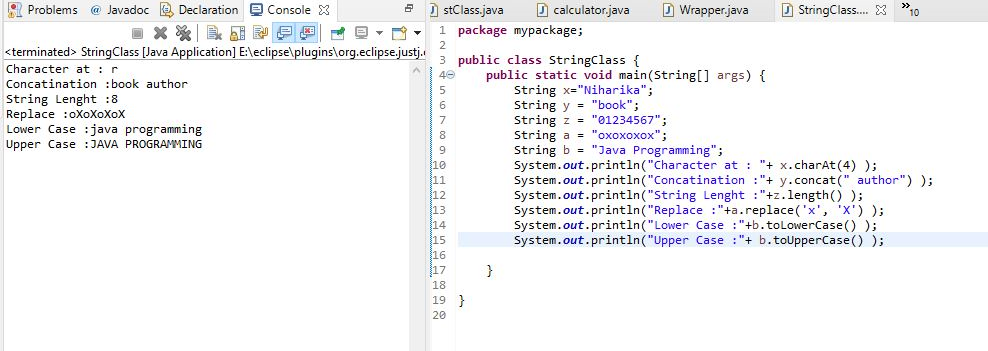 Problems @ Javadoc Declaration Console
<terminated> StringClass [Java Application] E:\eclipse\plugins\org.eclipse.justj.o
Character at : r
Concatination :book author
String Lenght :8
Replace :oXoXoXoX
Lower Case :java programming
Upper Case :JAVA PROGRAMMING
stClass.java calculator.java Wrapper.java StringClass.... »10
1 package mypackage;
2
3 public class StringClass {
4 public static void main(String[] args) {
5 String x="Niharika";
6 String y = "book";
7 String z = "01234567";
8 String a = "oxoxoxox";
9 String b = "Java Programming";
10 System.out.println("Character at : "+ x.charAt(4) );
11 System.out.println("Concatination :"+ y.concat(" author") );
12 System.out.println("String Lenght :"+z.length() );
13 System.out.println("Replace :"+a.replace('x', 'X') );
14 System.out.println("Lower Case :"+b.toLowerCase() );
15 System.out.println("Upper Case :"+ b.toUpperCase() );
16
17 }
18
19 }
20